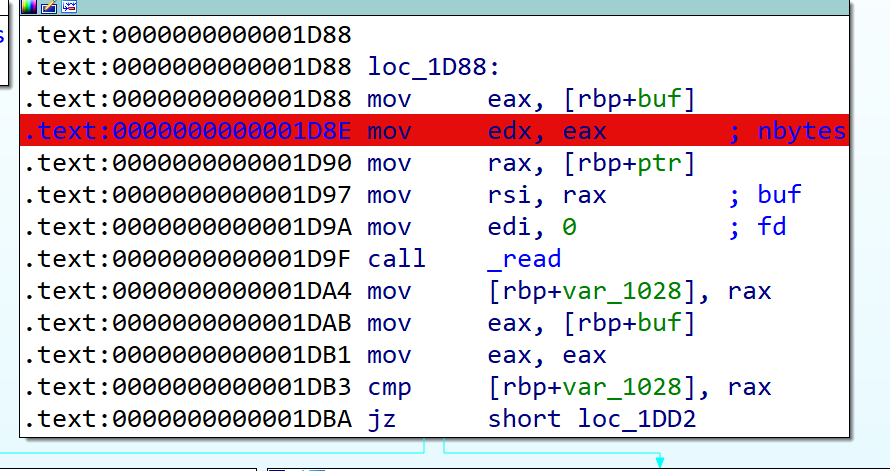 s
.text:0000000000001D88
.text:0000000000001D88 loc_1D88:
.text:0000000000001D88 mov eax, [rbp+buf]
.text:0000000000001D8E mov edx, eax ; nbytes
.text:0000000000001D90 mov rax, [rbp+ptr]
.text:0000000000001D97 mov rsi, rax ; buf
.text:0000000000001D9A mov edi, 0 ; fd
.text:0000000000001D9F call _read
.text:0000000000001DA4 mov [rbp+var_1028], rax
.text:0000000000001DAB mov eax, [rbp+buf]
.text:0000000000001DB1 mov eax, eax
.text:0000000000001DB3 cmp [rbp+var_1028], rax
.text:0000000000001DBA jz short loc_1DD2